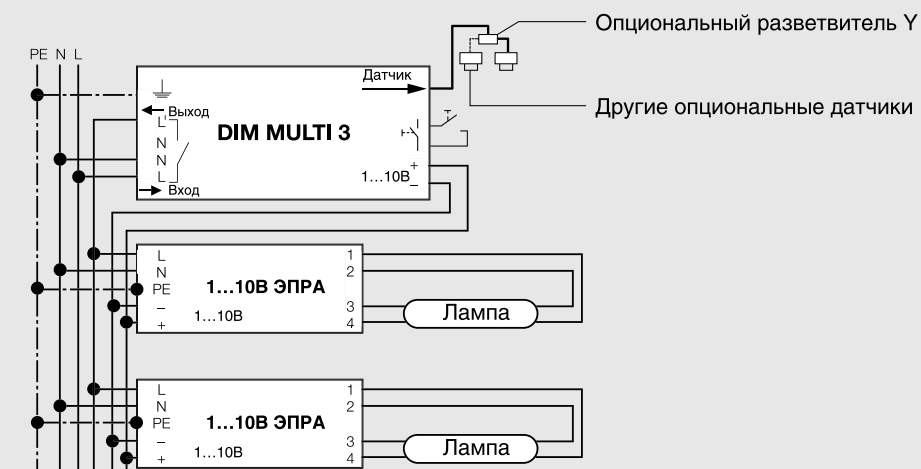 Опциональный разветвитель Y
PE N L
Датчик
Другие опциональные датчики
Выход
L'
N
DIM MULTI 3
N
L
+
1...10В
−
Вход
L
1
N
2
PE
1...10В ЭПРА
−
3
Лампа
1...10В
+
4
L
1
N
2
PE
1...10В ЭПРА
−
3
Лампа
1...10В
+
4